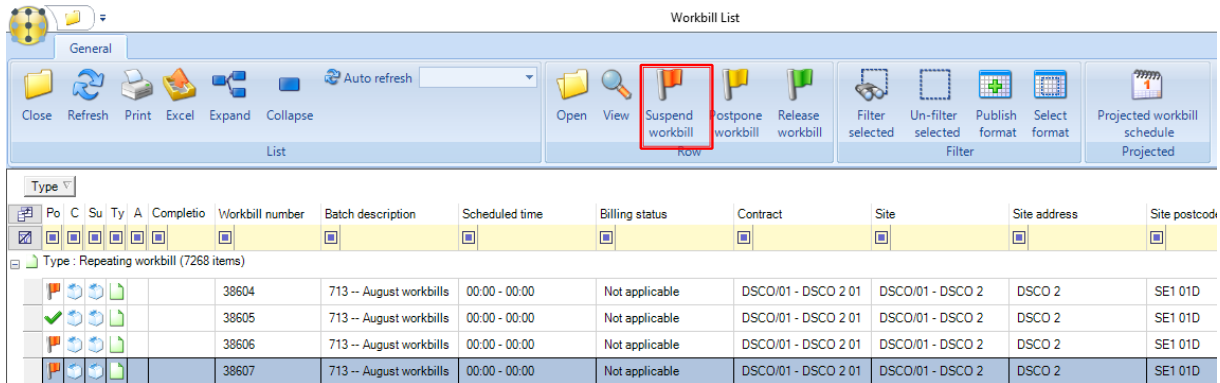 Workbill List
General
Auto refresh
Close Refresh Print Excel Expand Collapse
List
Open View Suspend workbill Postpone workbill Release workbill
Row
Filter selected Un-filter selected Publish format Select format
Filter
Projected workbill schedule
Projected
Type
Po C Su Ty A Completio Workbill number Batch description Scheduled time Billing status Contract Site Site address Site postcode
Type : Repeating workbill (7268 items)
38604 713 -- August workbills 00:00 - 00:00 Not applicable DSCO/01 - DSCO 2 01 DSCO/01 - DSCO 2 DSCO 2 SE1 01D
38605 713 -- August workbills 00:00 - 00:00 Not applicable DSCO/01 - DSCO 2 01 DSCO/01 - DSCO 2 DSCO 2 SE1 01D
38606 713 -- August workbills 00:00 - 00:00 Not applicable DSCO/01 - DSCO 2 01 DSCO/01 - DSCO 2 DSCO 2 SE1 01D
38607 713 -- August workbills 00:00 - 00:00 Not applicable DSCO/01 - DSCO 2 01 DSCO/01 - DSCO 2 DSCO 2 SE1 01D